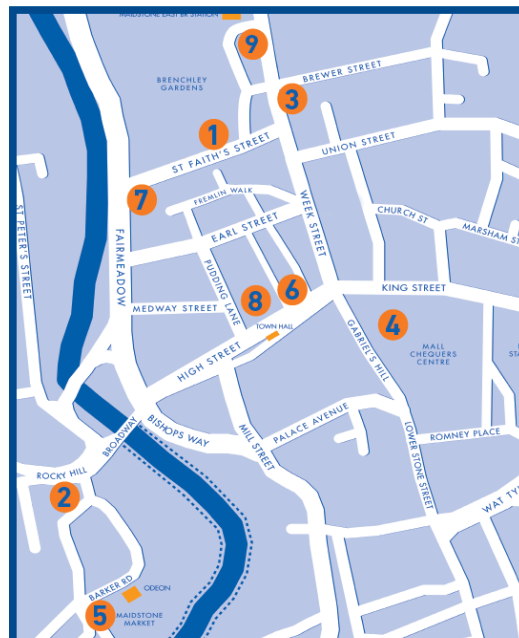 MAIDSTONE EAST BR STATION
9
BRENCHLEY
GARDENS
BREWER STREET
3
1
ST FAITH'S STREET
UNION STREET
7
FREMLIN WALK
WEEK STREET
ST PETER'S STREET
FAIRMEADOW
EARL STREET
CHURCH ST
MARSHAM ST
PUDDING LANE
6
8
KING STREET
MEDWAY STREET
TOWN HALL
4
GABRIEL'S HILL
MALL
CHEQUERS
CENTRE
HIGH STREET
BISHOPS WAY
MILL STREET
PALACE AVENUE
BROADWAY
LOWER STONE STREET
ROMNEY PLACE
ROCKY HILL
2
WAT TY
BARKER RD
ODEON
5
MAIDSTONE
MARKET